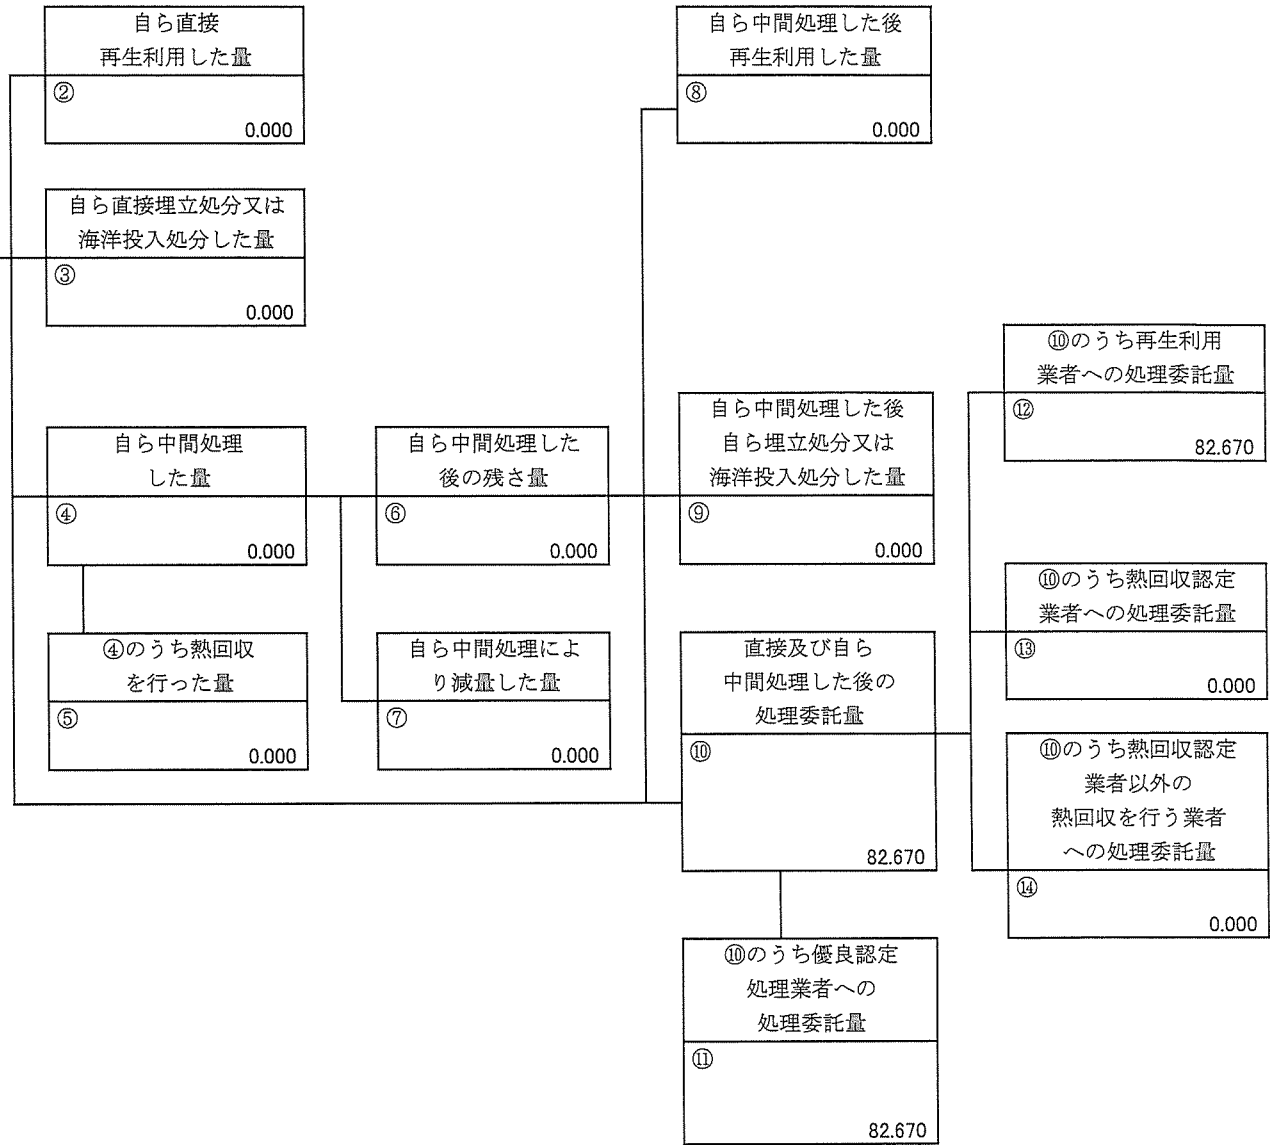 自ら直接
再生利用した量
②
0.000
自ら直接埋立処分又は
海洋投入処分した量
③
0.000
自ら中間処理
した量
④
0.000
④のうち熱回収
を行った量
⑤
0.000
自ら中間処理した
後の残さ量
⑥
0.000
自ら中間処理によ
り減量した量
⑦
0.000
自ら中間処理した後
再生利用した量
⑧
0.000
自ら中間処理した後
自ら埋立処分又は
海洋投入処分した量
⑨
0.000
直接及び自ら
中間処理した後の
処理委託量
⑩
82.670
⑩のうち優良認定
処理業者への
処理委託量
⑪
82.670
⑩のうち再生利用
業者への処理委託量
⑫
82.670
⑩のうち熱回収認定
業者への処理委託量
⑬
0.000
⑩のうち熱回収認定
業者以外の
熱回収を行う業者
への処理委託量
⑭
0.000